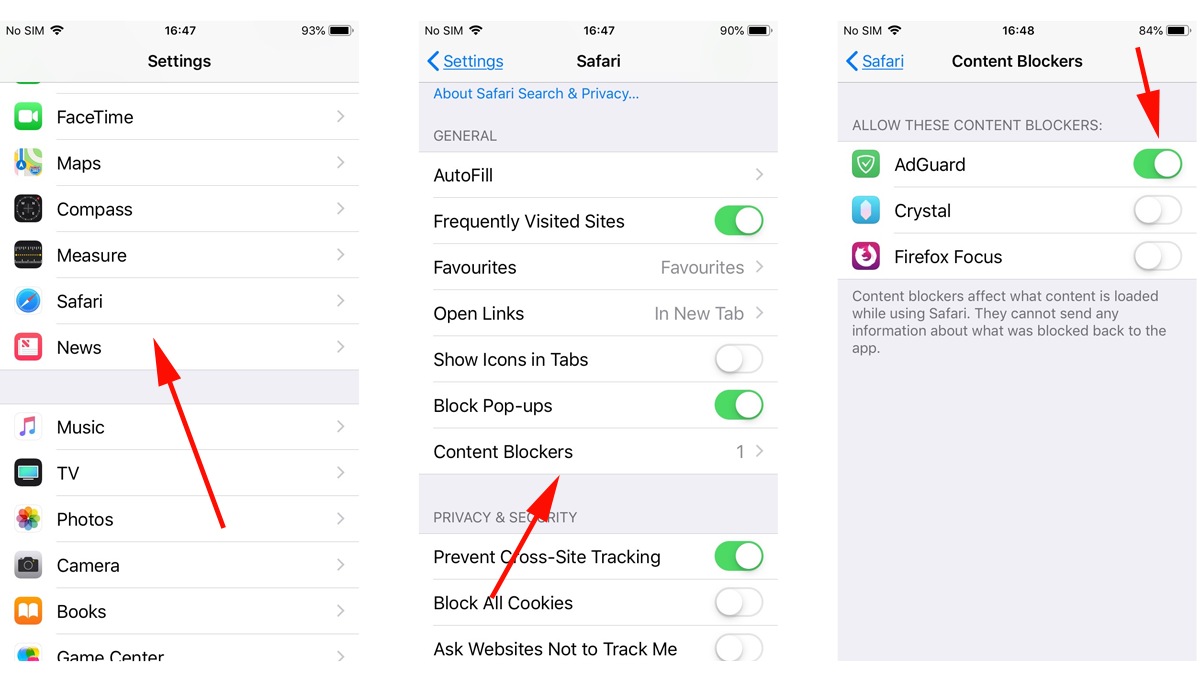 No SIM 16:47 93%
Settings
FaceTime
Maps
Compass
Measure
Safari
News
Music
TV
Photos
Camera
Books
Game Center
No SIM 16:47 90%
Settings Safari
About Safari Search & Privacy...
GENERAL
AutoFill
Frequently Visited Sites
Favourites Favourites
Open Links In New Tab
Show Icons in Tabs
Block Pop-ups
Content Blockers 1
PRIVACY & SECURITY
Prevent Cross-Site Tracking
Block All Cookies
Ask Websites Not to Track Me
No SIM 16:48 84%
Safari Content Blockers
ALLOW THESE CONTENT BLOCKERS:
AdGuard
Crystal
Firefox Focus
Content blockers affect what content is loaded
while using Safari. They cannot send any
information about what was blocked back to the
app.